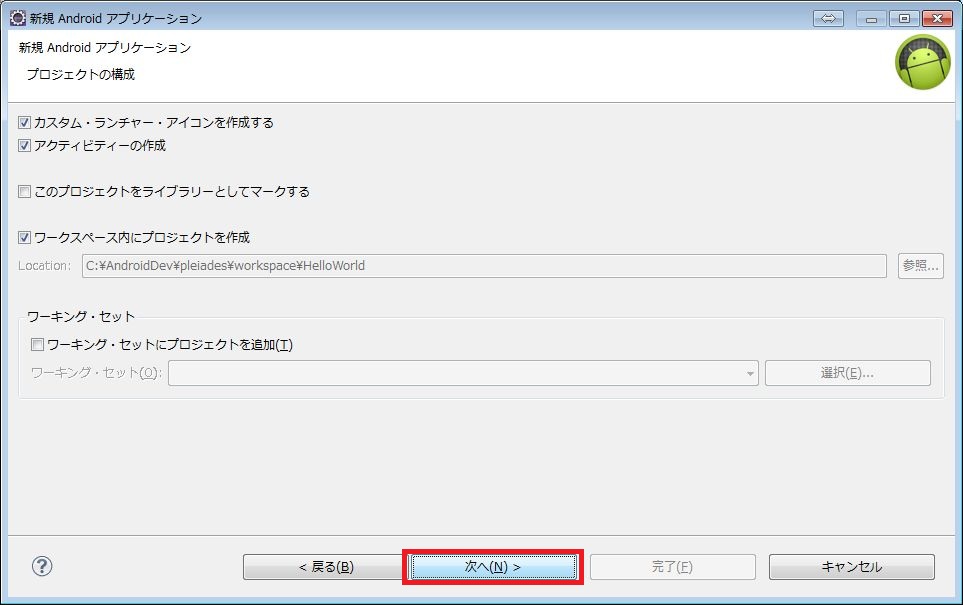 新規 Android アプリケーション
新規 Android アプリケーション
プロジェクトの構成
カスタム・ランチャー・アイコンを作成する
アクティビティーの作成
このプロジェクトをライブラリーとしてマークする
ワークスペース内にプロジェクトを作成
Location: C:¥AndroidDev¥pleiades¥workspace¥HelloWorld 参照...
ワーキング・セット
ワーキング・セットにプロジェクトを追加(T)
ワーキング・セット(O): 選択(E)...
? < 戻る(B) 次へ(N) > 完了(F) キャンセル